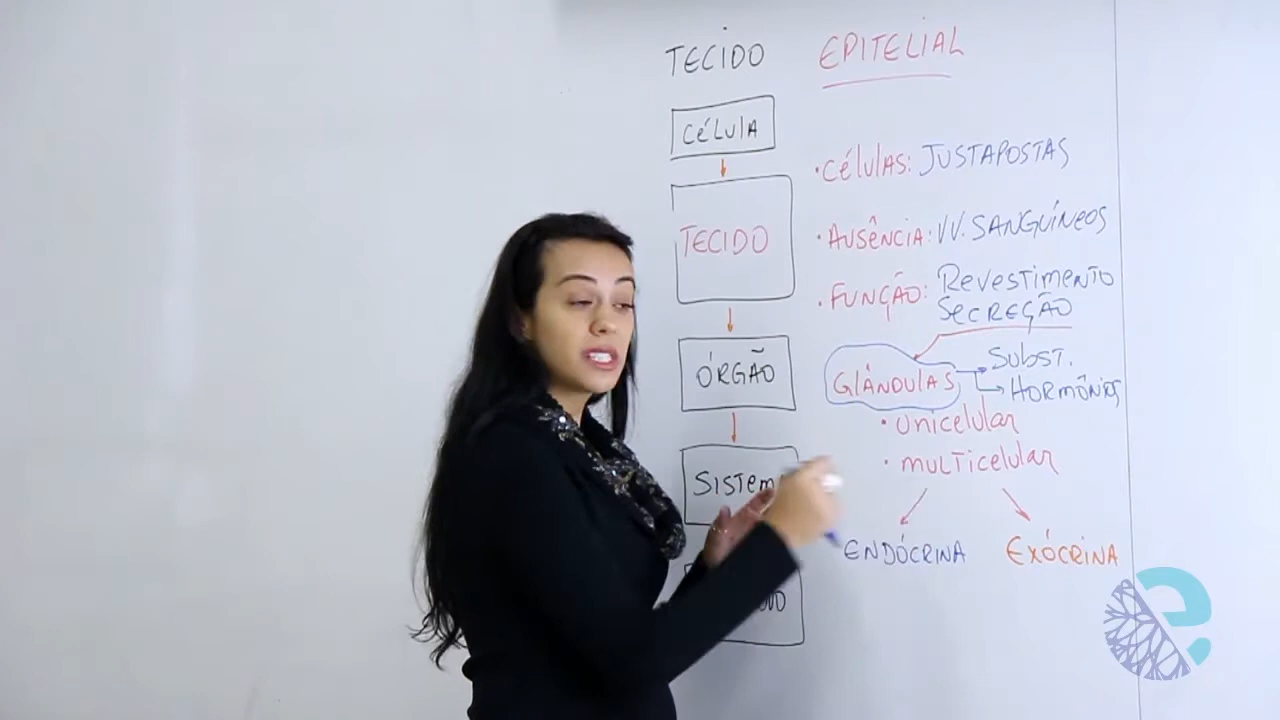 TECIDO EPITELIAL
CÉLULA
TECIDO
ÓRGÃO
• CÉLULAS: JUSTAPOSTAS
• AUSÊNCIA: VV. SANGUÍNEOS
• FUNÇÃO: REVESTIMENTO
SECREÇÃO
GLÂNDULAS
SUBST.
HORMÔNIOS
• UNICELULAR
• MULTICELULAR
ENDÓCRINA EXÓCRINA